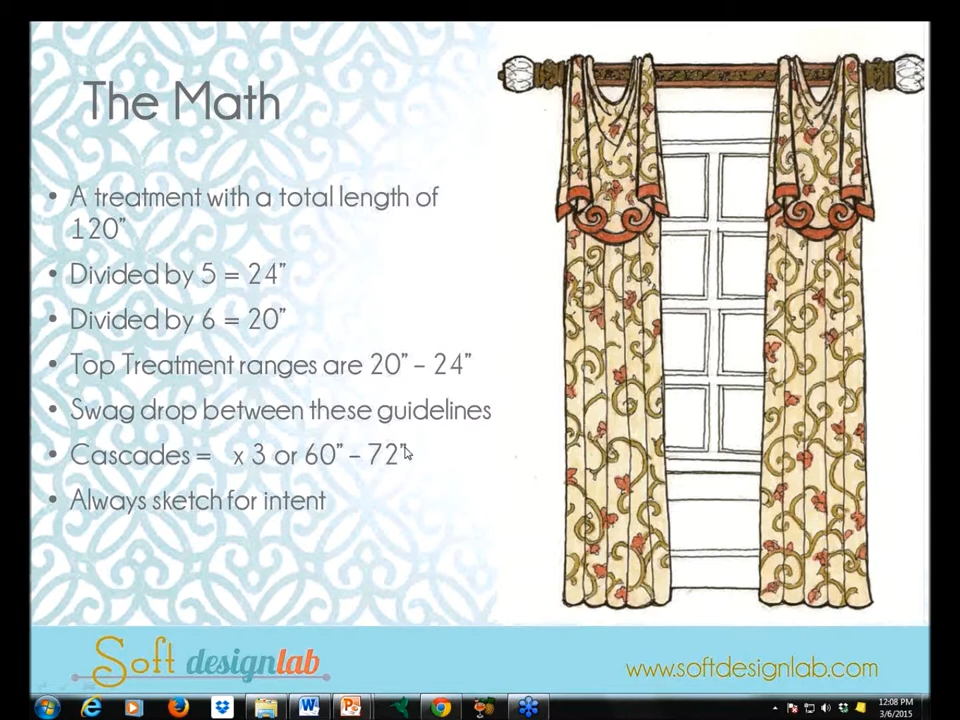 The Math
• A treatment with a total length of
120”
• Divided by 5 = 24”
• Divided by 6 = 20”
• Top Treatment ranges are 20” – 24”
• Swag drop between these guidelines
• Cascades = x 3 or 60” – 72”
• Always sketch for intent
Soft designlab
www.softdesignlab.com
12:08 PM
3/6/2015